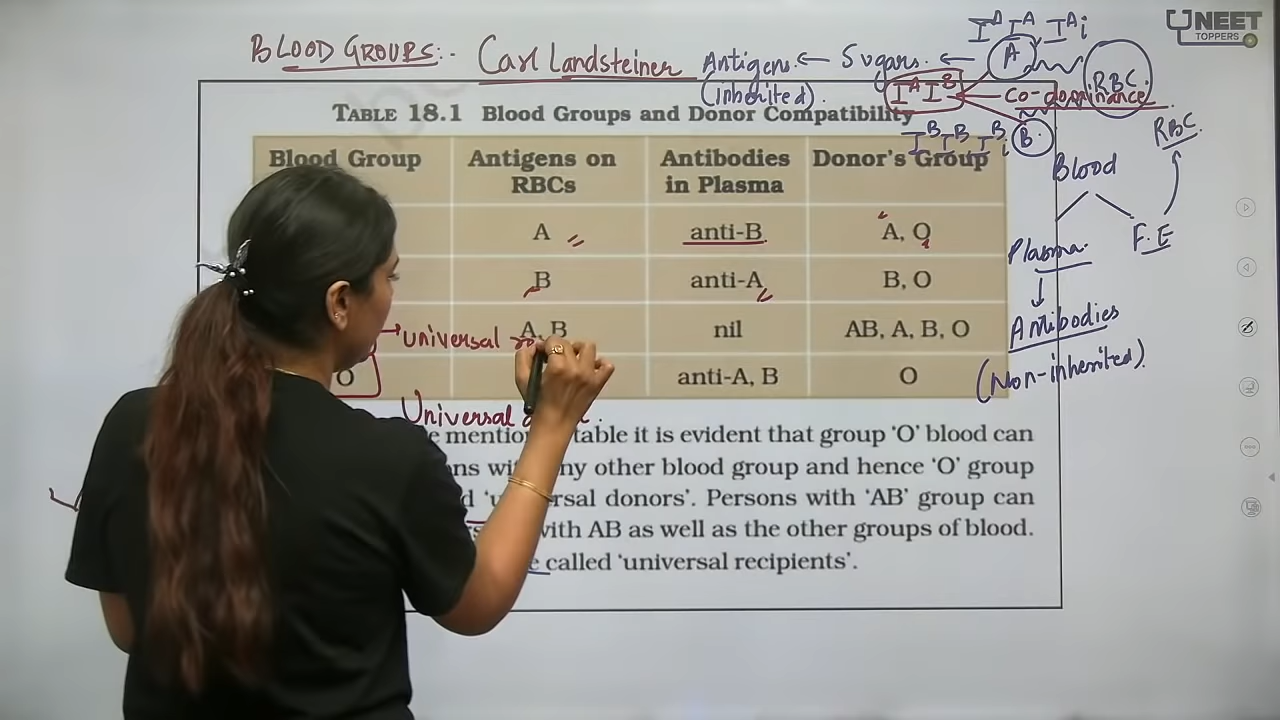 BLOOD GROUPS:- Carl Landsteiner
Antigens ← Sugars ←
(inherited).
I^A I^A I^A i
A
I^A I^B
co-dominance
RBC.
I^B I^B I^B i
B
NEET
TOPPERS
TABLE 18.1 Blood Groups and Donor Compatibility
Blood Group Antigens on RBCs Antibodies in Plasma Donor's Group
A anti-B A, O
B anti-A B, O
A, B nil AB, A, B, O
O anti-A, B O
universal
Universal
Blood
Plasma
F.E
RBC.
Antibodies
(Non-inherited)
table it is evident that group 'O' blood can
ny other blood group and hence 'O' group
rsal donors'. Persons with 'AB' group can
with AB as well as the other groups of blood.
called 'universal recipients'.